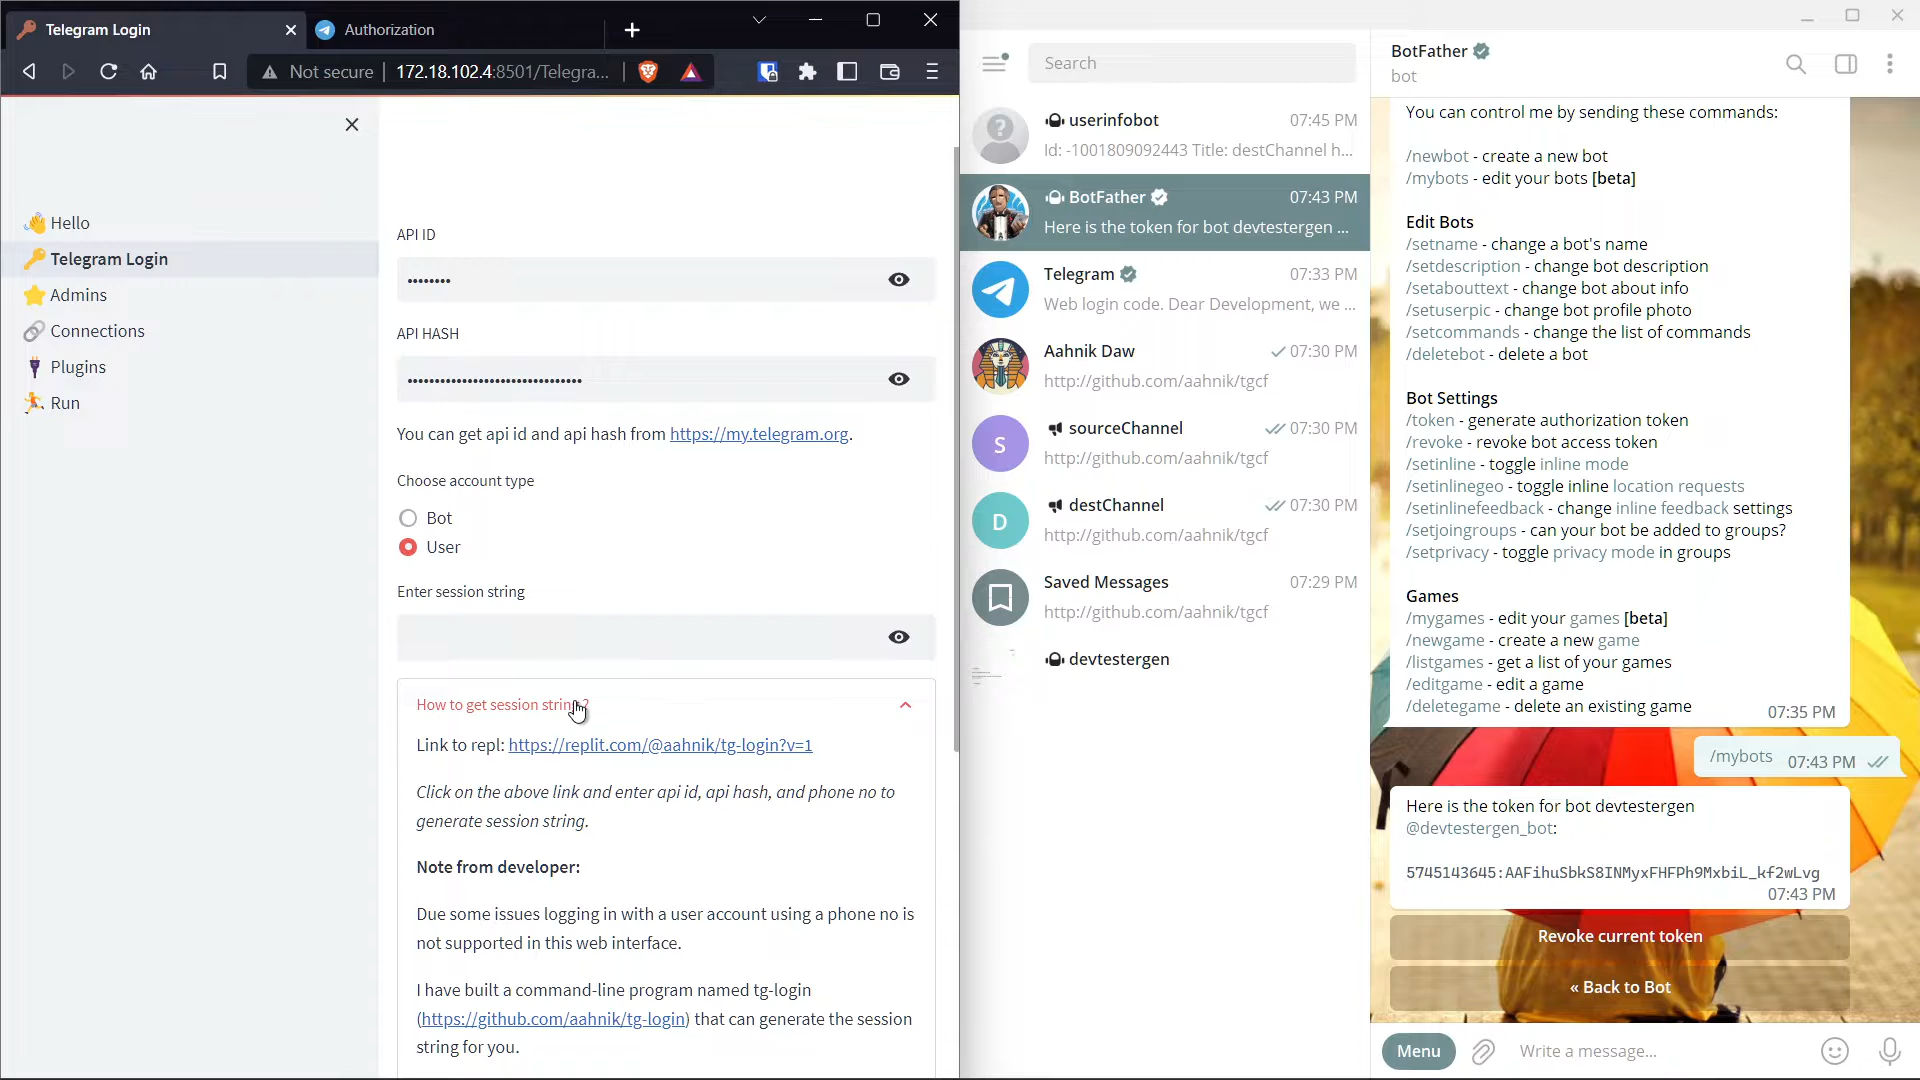 Telegram Login
Authorization
Not secure
172.18.102.4:8501/Telegra...
Hello
Telegram Login
Admins
Connections
Plugins
Run
API ID
••••••••
API HASH
••••••••••••••••••••••••••••••••
You can get api id and api hash from https://my.telegram.org.
Choose account type
Bot
User
Enter session string
How to get session string?
Link to repl: https://replit.com/@aahnik/tg-login?v=1
Click on the above link and enter api id, api hash, and phone no to
generate session string.
Note from developer:
Due some issues logging in with a user account using a phone no is
not supported in this web interface.
I have built a command-line program named tg-login
(https://github.com/aahnik/tg-login) that can generate the session
string for you.
Search
userinfobot 07:45 PM
Id: -1001809092443 Title: destChannel h...
BotFather 07:43 PM
Here is the token for bot devtestergen ...
Telegram 07:33 PM
Web login code. Dear Development, we ...
Aahnik Daw 07:30 PM
http://github.com/aahnik/tgcf
S
sourceChannel 07:30 PM
http://github.com/aahnik/tgcf
D
destChannel 07:30 PM
http://github.com/aahnik/tgcf
Saved Messages 07:29 PM
http://github.com/aahnik/tgcf
devtestergen
BotFather
bot
You can control me by sending these commands:
/newbot - create a new bot
/mybots - edit your bots [beta]
Edit Bots
/setname - change a bot's name
/setdescription - change bot description
/setabouttext - change bot about info
/setuserpic - change bot profile photo
/setcommands - change the list of commands
/deletebot - delete a bot
Bot Settings
/token - generate authorization token
/revoke - revoke bot access token
/setinline - toggle inline mode
/setinlinegeo - toggle inline location requests
/setinlinefeedback - change inline feedback settings
/setjoingroups - can your bot be added to groups?
/setprivacy - toggle privacy mode in groups
Games
/mygames - edit your games [beta]
/newgame - create a new game
/listgames - get a list of your games
/editgame - edit a game
/deletegame - delete an existing game
07:35 PM
/mybots 07:43 PM
Here is the token for bot devtestergen
@devtestergen_bot:
5745143645:AAFihuSbkS8INMyxFHFPh9MxbiL_kf2wLvg
07:43 PM
Revoke current token
« Back to Bot
Menu
Write a message...